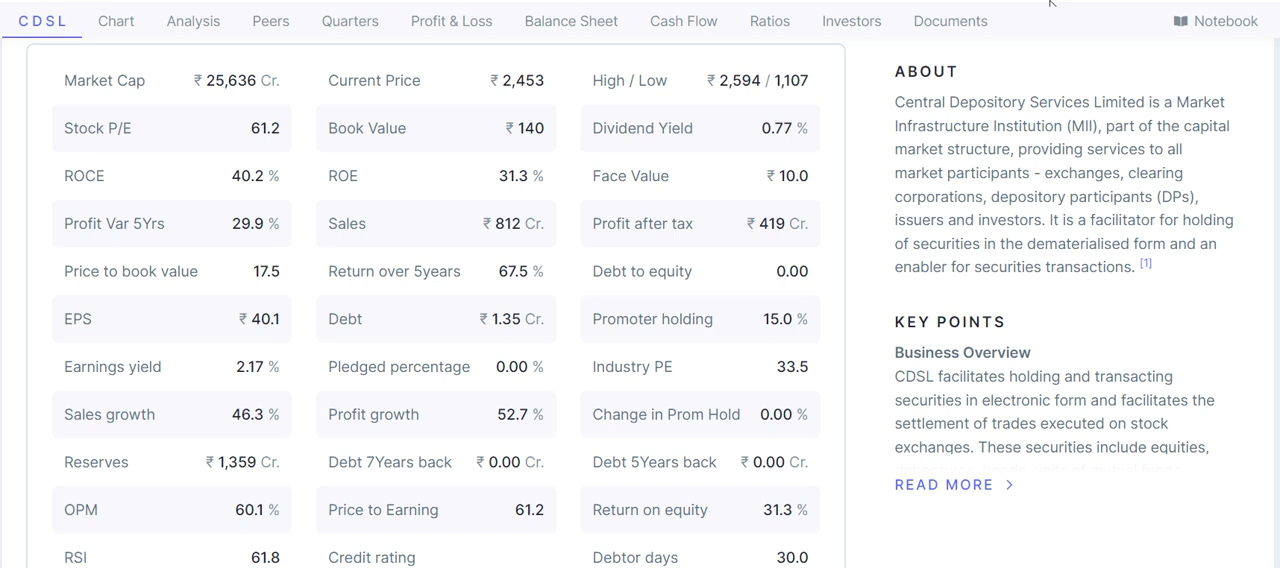 CDSL Chart Analysis Peers Quarters Profit & Loss Balance Sheet Cash Flow Ratios Investors Documents Notebook
Market Cap ₹ 25,636 Cr. Current Price ₹ 2,453 High / Low ₹ 2,594 / 1,107
Stock P/E 61.2 Book Value ₹ 140 Dividend Yield 0.77 %
ROCE 40.2 % ROE 31.3 % Face Value ₹ 10.0
Profit Var 5Yrs 29.9 % Sales ₹ 812 Cr. Profit after tax ₹ 419 Cr.
Price to book value 17.5 Return over 5years 67.5 % Debt to equity 0.00
EPS ₹ 40.1 Debt ₹ 1.35 Cr. Promoter holding 15.0 %
Earnings yield 2.17 % Pledged percentage 0.00 % Industry PE 33.5
Sales growth 46.3 % Profit growth 52.7 % Change in Prom Hold 0.00 %
Reserves ₹ 1,359 Cr. Debt 7Years back ₹ 0.00 Cr. Debt 5Years back ₹ 0.00 Cr.
OPM 60.1 % Price to Earning 61.2 Return on equity 31.3 %
RSI 61.8 Credit rating Debtor days 30.0
ABOUT
Central Depository Services Limited is a Market
Infrastructure Institution (MII), part of the capital
market structure, providing services to all
market participants - exchanges, clearing
corporations, depository participants (DPs),
issuers and investors. It is a facilitator for holding
of securities in the dematerialised form and an
enabler for securities transactions. [1]
KEY POINTS
Business Overview
CDSL facilitates holding and transacting
securities in electronic form and facilitates the
settlement of trades executed on stock
exchanges. These securities include equities,
READ MORE